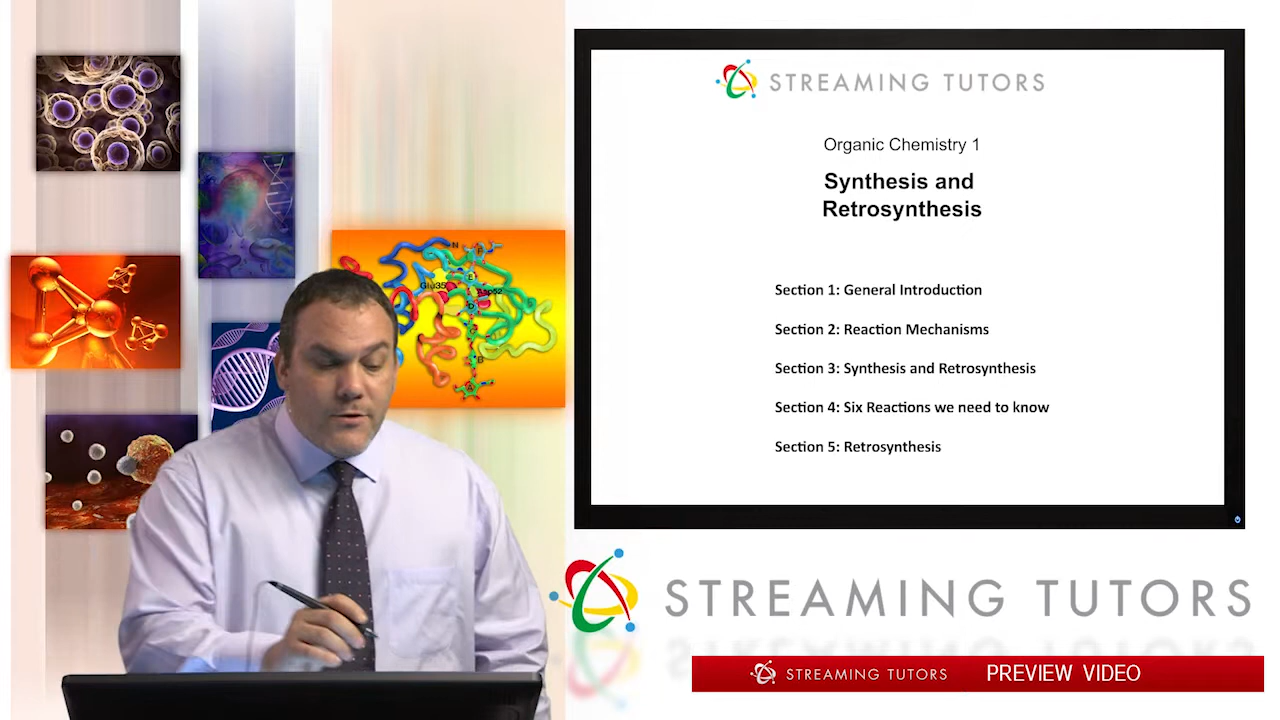 STREAMING TUTORS
Organic Chemistry 1
Synthesis and
Retrosynthesis
Section 1: General Introduction
Section 2: Reaction Mechanisms
Section 3: Synthesis and Retrosynthesis
Section 4: Six Reactions we need to know
Section 5: Retrosynthesis
N
F
Glu35
E
Asp52
D
C
B
A
STREAMING TUTORS
STREAMING TUTORS PREVIEW VIDEO